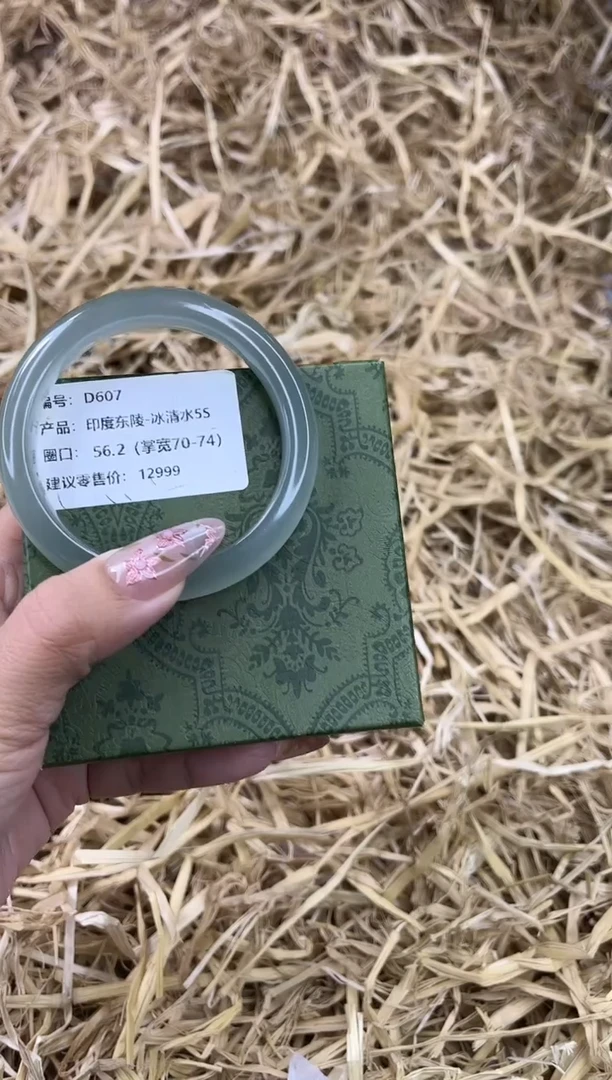 编号: D607
产品: 印度东陵-冰清水5S
圈口: 56.2 (掌宽70-74)
建议零售价: 12999